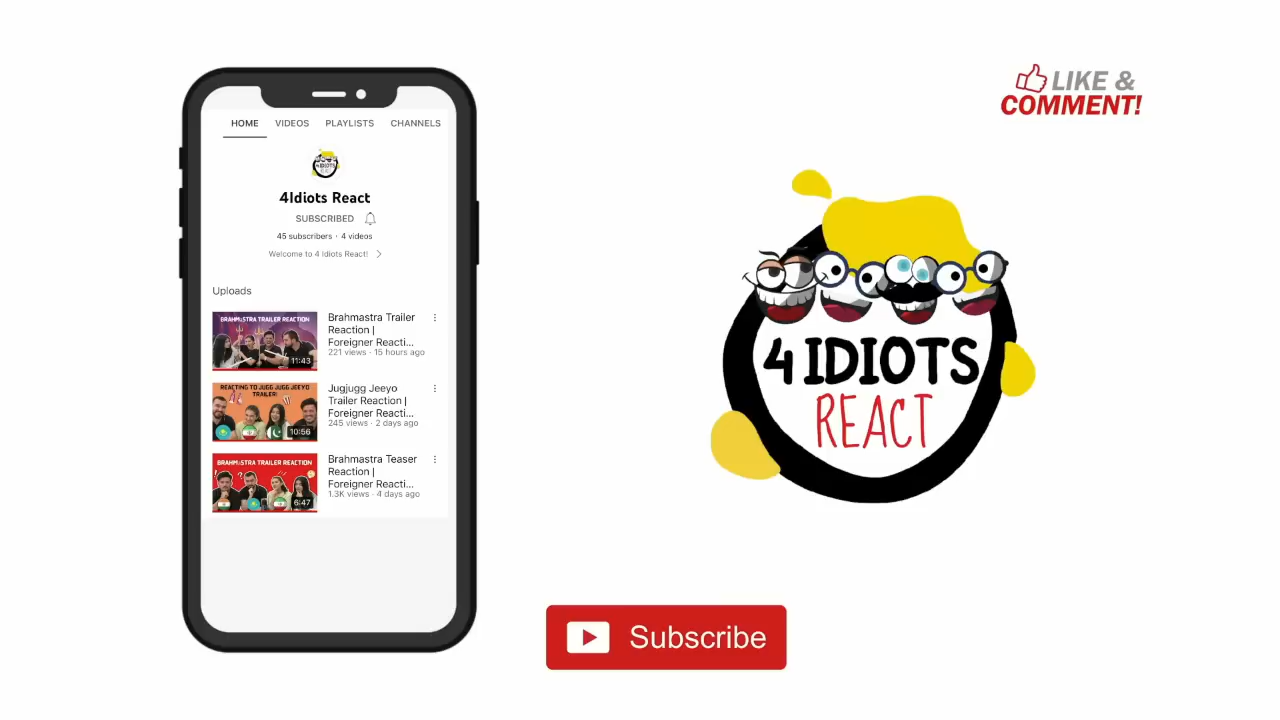 HOME VIDEOS PLAYLISTS CHANNELS
4Idiots React
SUBSCRIBED
45 subscribers · 4 videos
Welcome to 4 Idiots React!
Uploads
BRAHMASTRA TRAILER REACTION
11:43
Brahmastra Trailer
Reaction |
Foreigner Reacti...
221 views · 15 hours ago
REACTING TO JUGG JUGG JEEYO
TRAILER!
10:56
Jugjugg Jeeyo
Trailer Reaction |
Foreigner Reacti...
245 views · 2 days ago
BRAHMASTRA TRAILER REACTION
6:47
Brahmastra Teaser
Reaction |
Foreigner Reacti...
1.3K views · 4 days ago
LIKE &
COMMENT!
4 IDIOTS
REACT
Subscribe